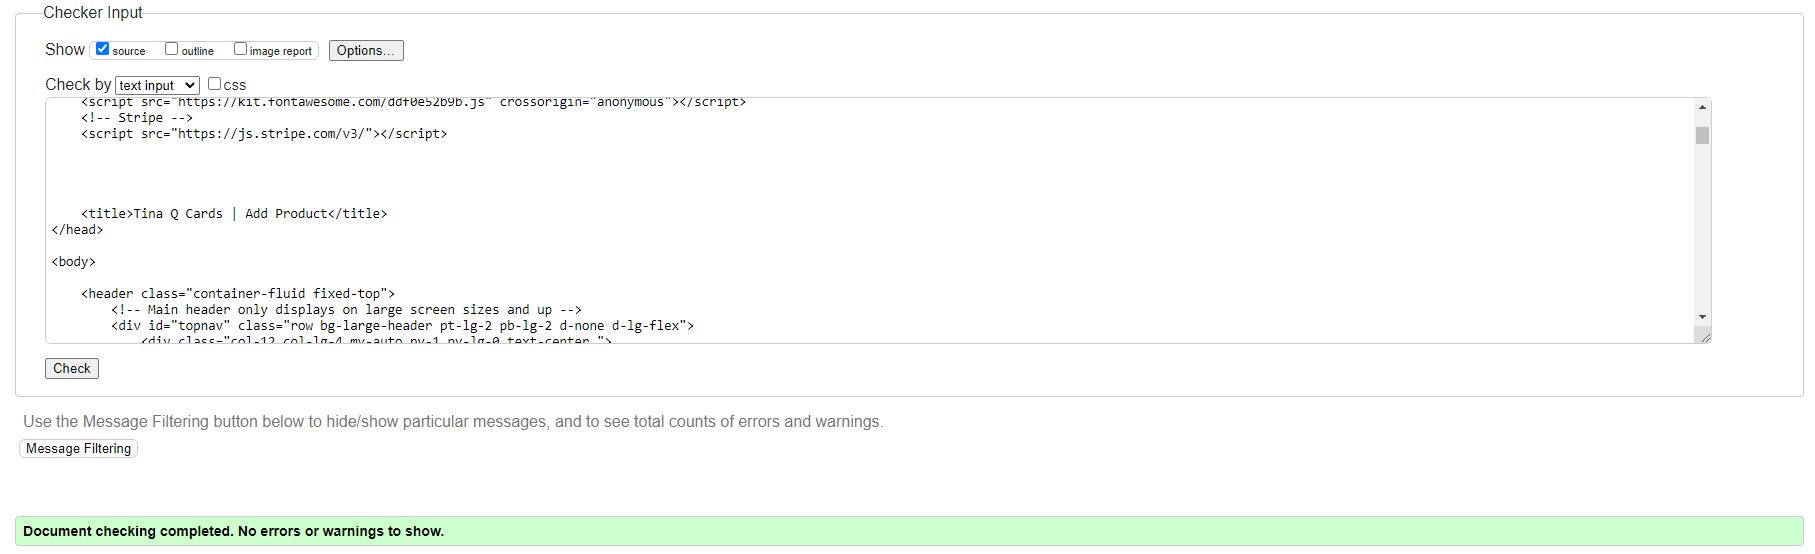 Checker Input
Show source outline image report Options...
Check by text input css
<script src="https://kit.fontawesome.com/ddf0e52b9b.js" crossorigin="anonymous"></script>
<!-- Stripe -->
<script src="https://js.stripe.com/v3/"></script>
<title>Tina Q Cards | Add Product</title>
</head>
<body>
<header class="container-fluid fixed-top">
<!-- Main header only displays on large screen sizes and up -->
<div id="topnav" class="row bg-large-header pt-lg-2 pb-lg-2 d-none d-lg-flex">
<div class="col-12 col-lg-4 my-auto py-1 py-lg-0 text-center ">
Check
Use the Message Filtering button below to hide/show particular messages, and to see total counts of errors and warnings.
Message Filtering
Document checking completed. No errors or warnings to show.